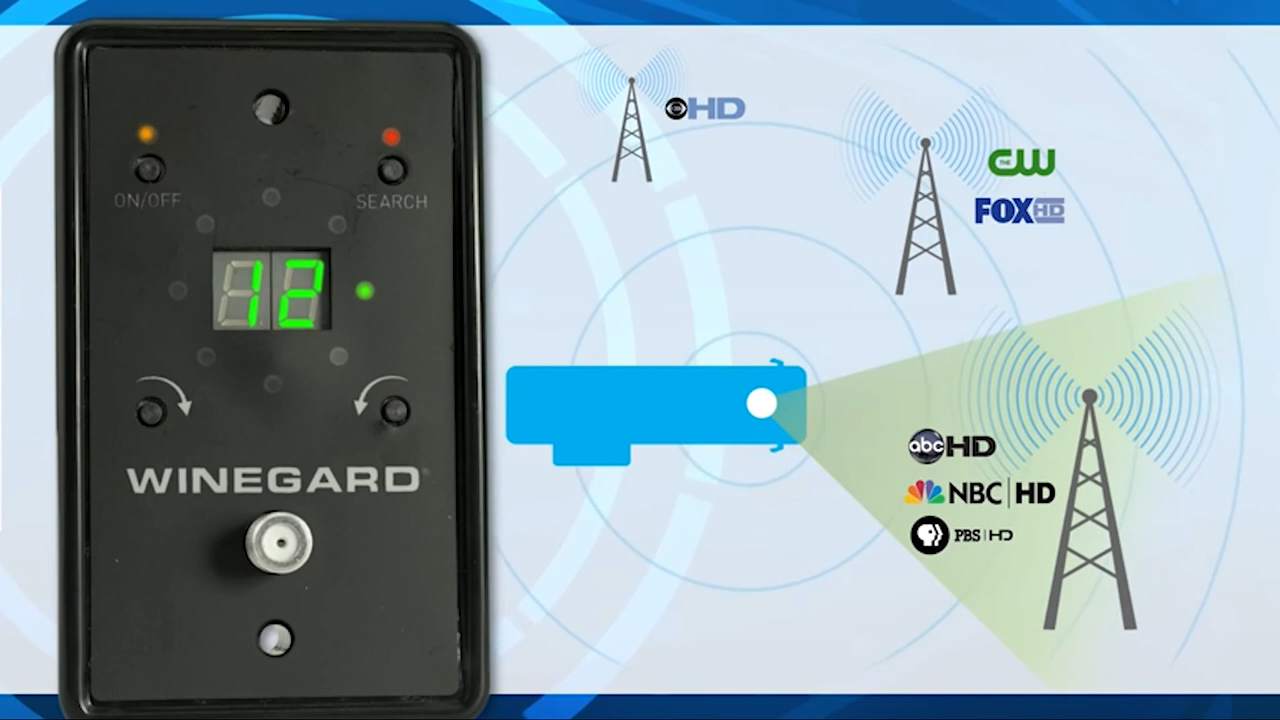 ON/OFF
SEARCH
12
WINEGARD
HD
THE CW
FOX HD
abc HD
NBC | HD
PBS | HD